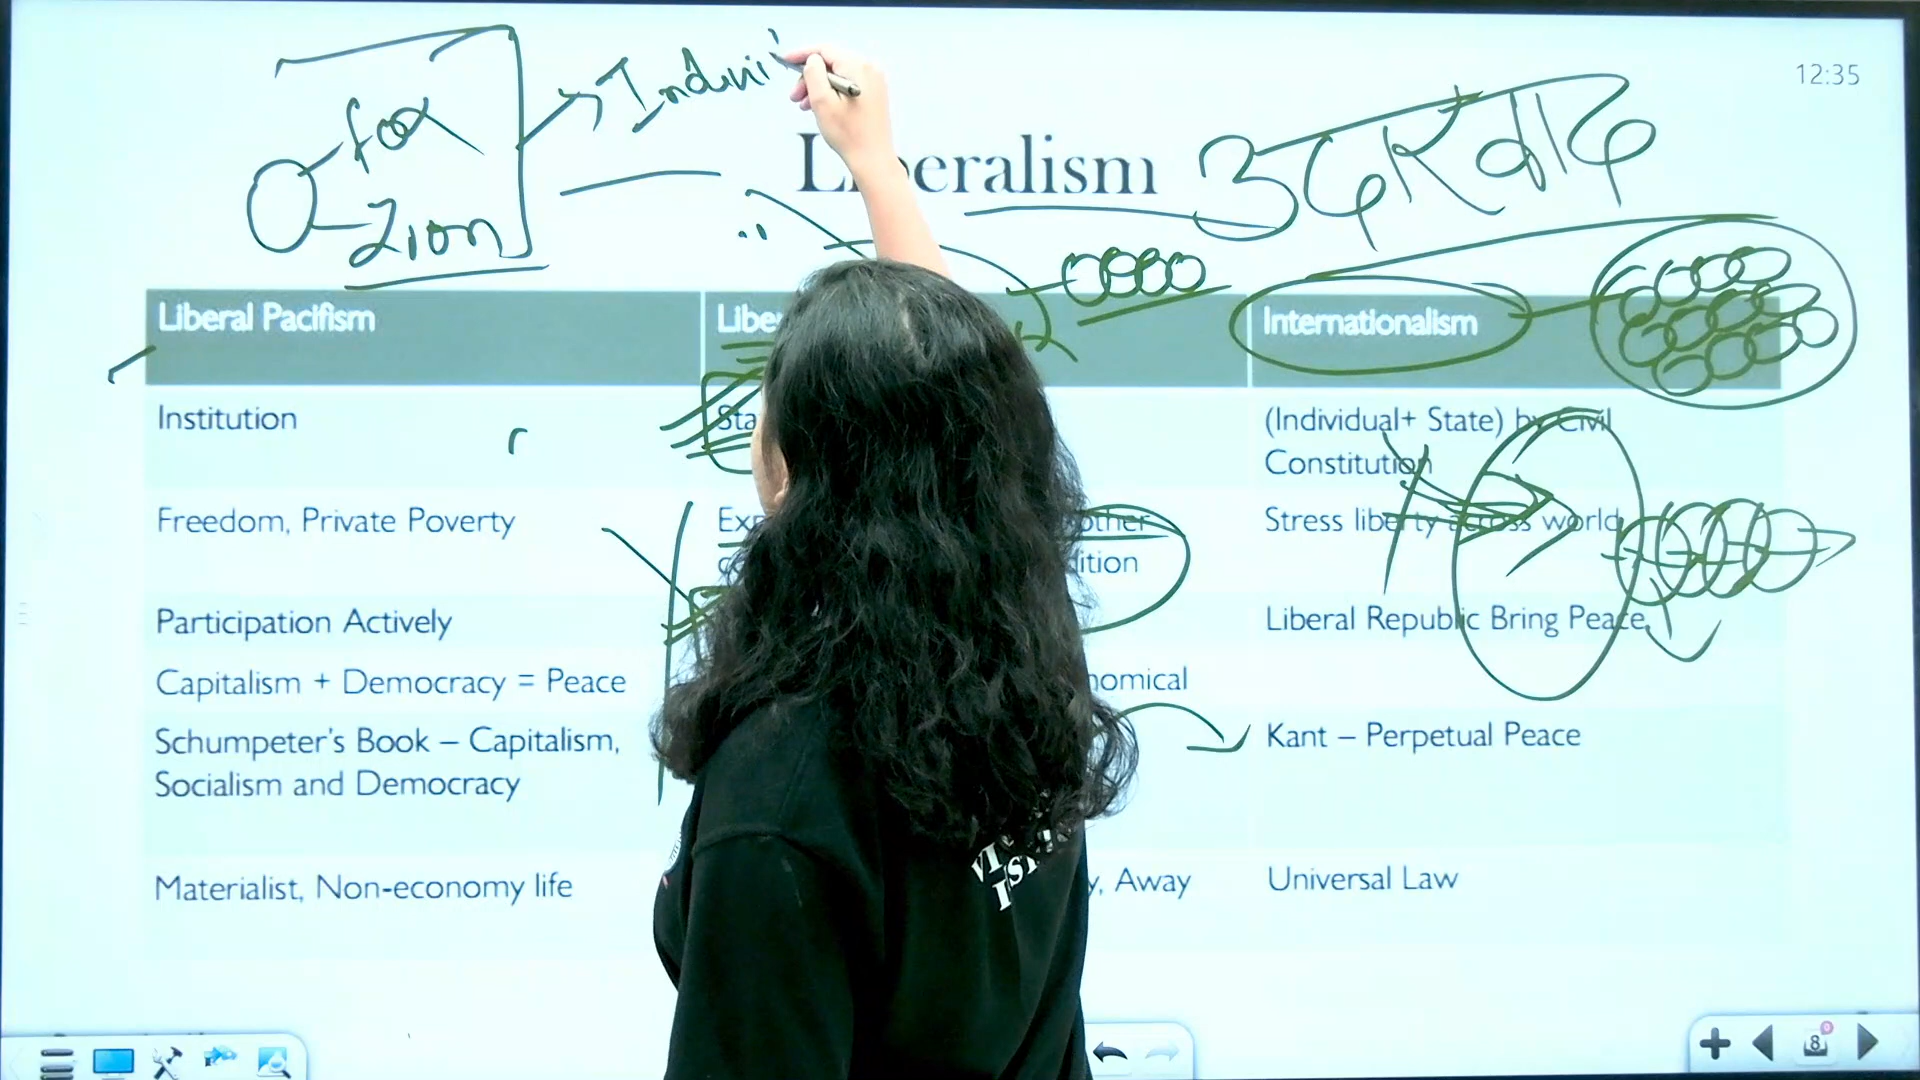 12:35
fox
Zion
Indivi
Liberalism
उदारवाद
Liberal Pacifism
Internationalism
Institution
(Individual+ State) by Civil
Constitution
Freedom, Private Poverty
other
Stress liberty across world
Participation Actively
Liberal Republic Bring Peace
Capitalism + Democracy = Peace
Schumpeter's Book – Capitalism,
Socialism and Democracy
Kant – Perpetual Peace
Materialist, Non-economy life
Away
Universal Law
8